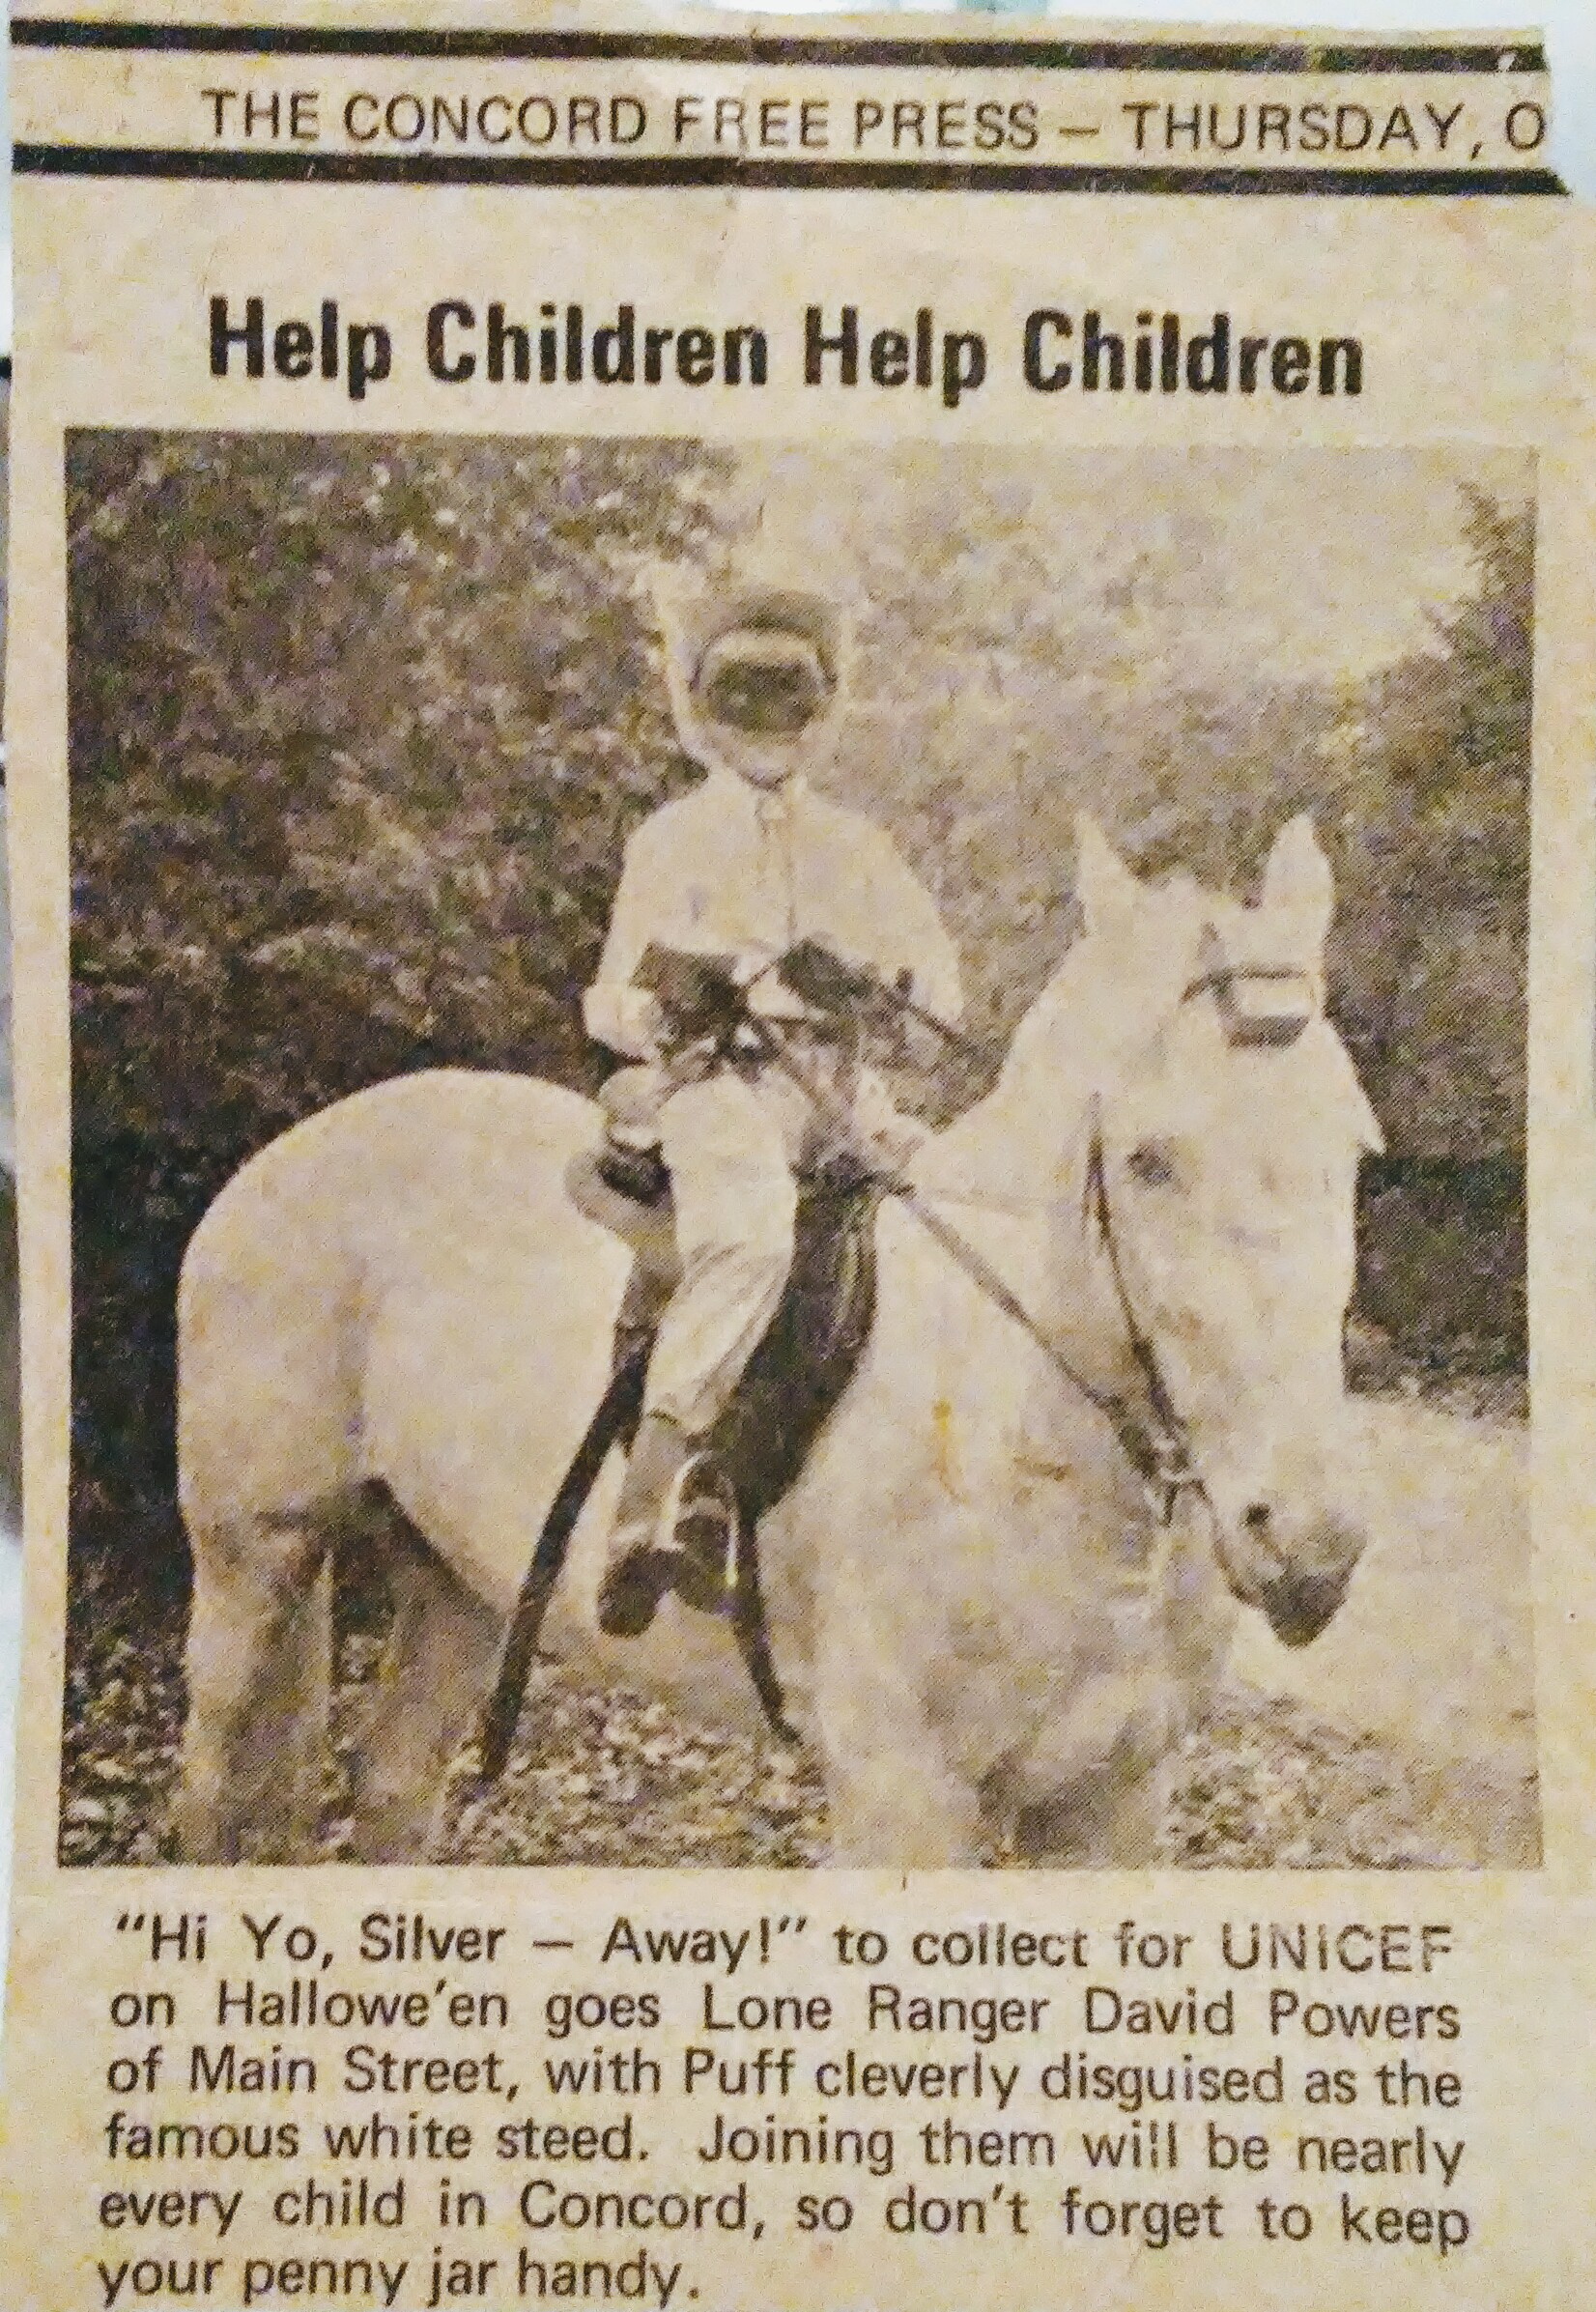 THE CONCORD FREE PRESS — THURSDAY, O
Help Children Help Children
"Hi Yo, Silver — Away!" to collect for UNICEF
on Hallowe'en goes Lone Ranger David Powers
of Main Street, with Puff cleverly disguised as the
famous white steed. Joining them will be nearly
every child in Concord, so don't forget to keep
your penny jar handy.